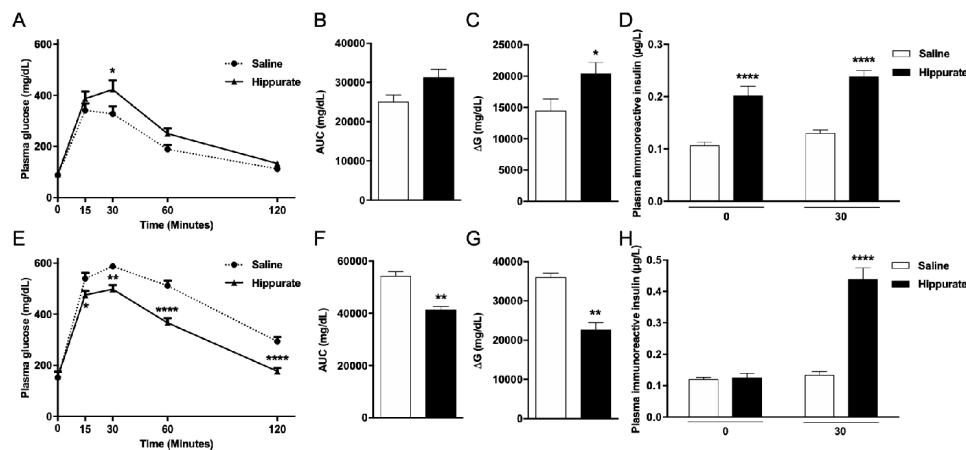 A
Plasma glucose (mg/dL)
600
400
200
0
*
Saline
Hippurate
0 15 30 60 120
Time (Minutes)
B
AUC (mg/dL)
40000
30000
20000
10000
0
C
ΔG (mg/dL)
25000
20000
15000
10000
5000
0
*
D
Plasma immunoreactive insulin (µg/L)
0.3
0.2
0.1
0.0
****
****
Saline
Hippurate
0 30
E
Plasma glucose (mg/dL)
600
400
200
0
*
**
****
****
Saline
Hippurate
0 15 30 60 120
Time (Minutes)
F
AUC (mg/dL)
60000
40000
20000
0
**
G
ΔG (mg/dL)
40000
30000
20000
10000
0
**
H
Plasma immunoreactive insulin (µg/L)
0.5
0.4
0.3
0.2
0.1
0.0
****
Saline
Hippurate
0 30